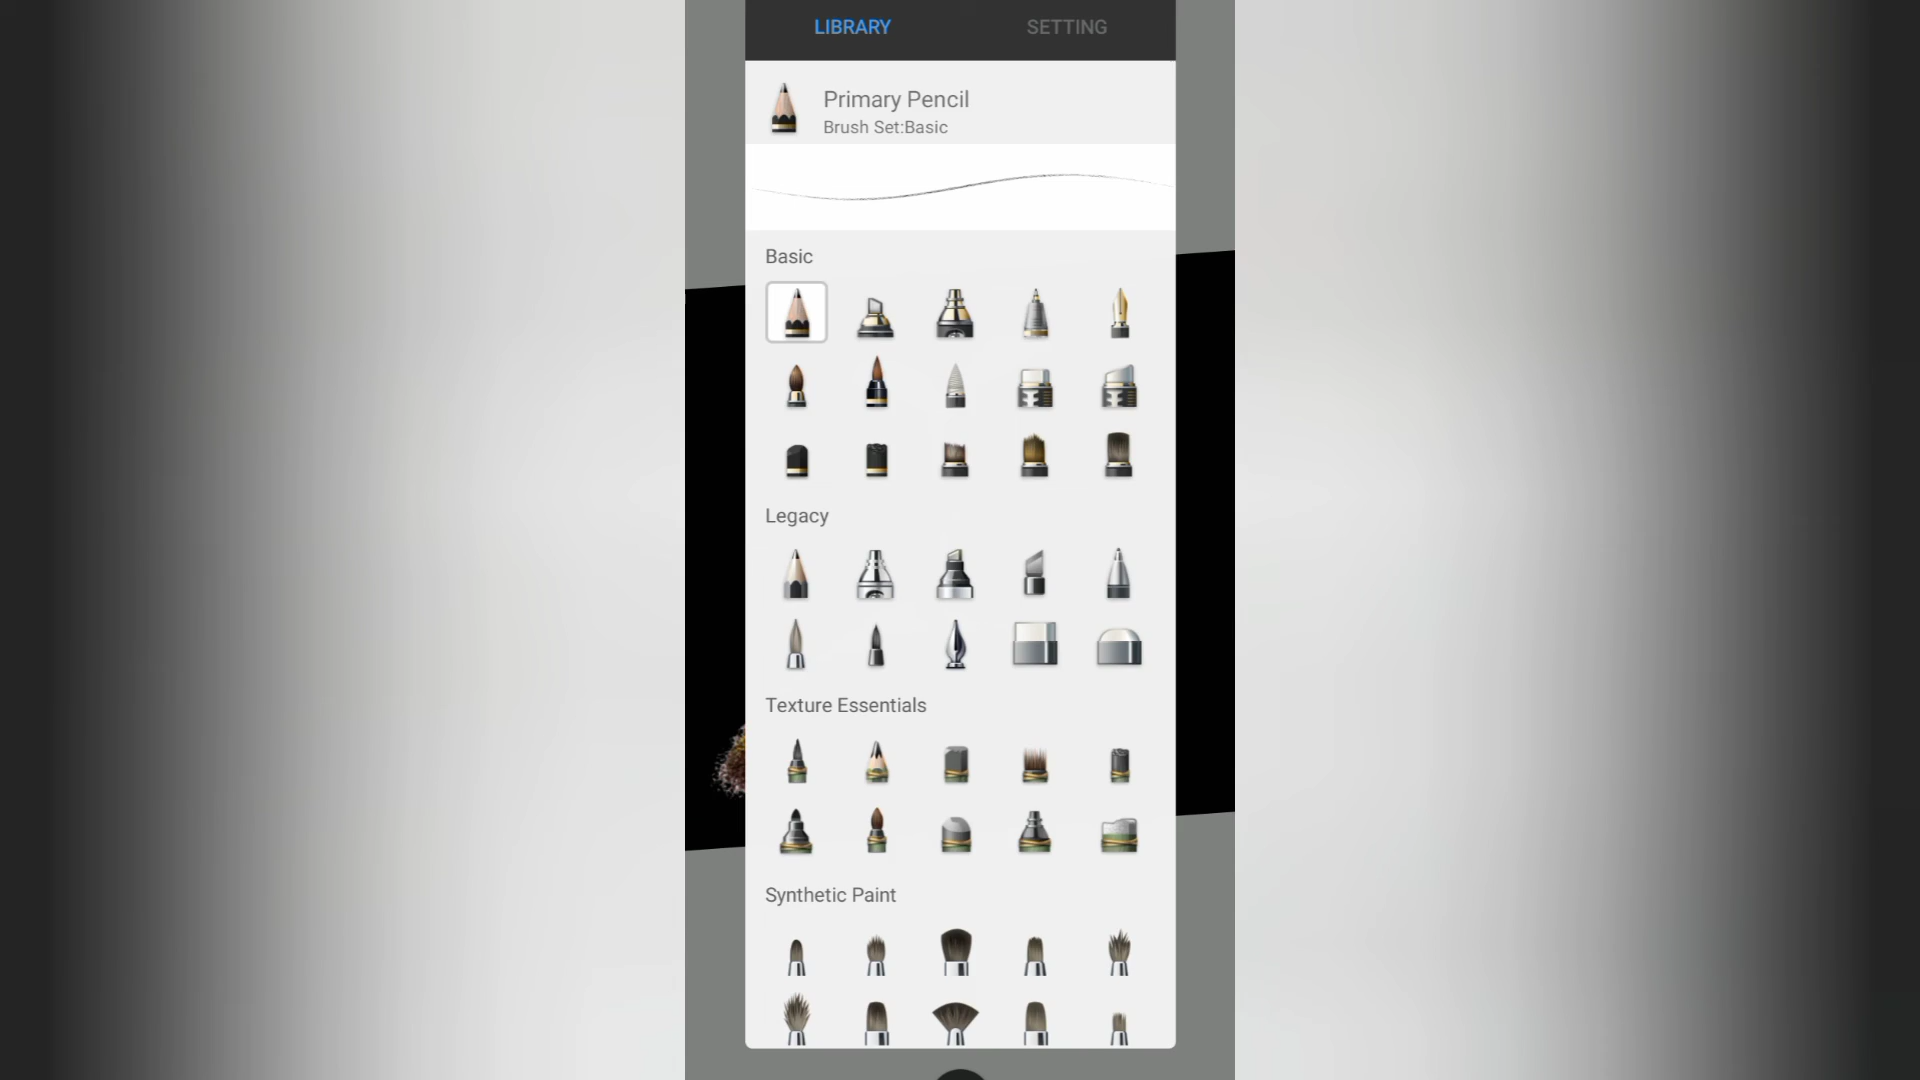 LIBRARY SETTING
Primary Pencil
Brush Set:Basic
Basic
Legacy
Texture Essentials
Synthetic Paint